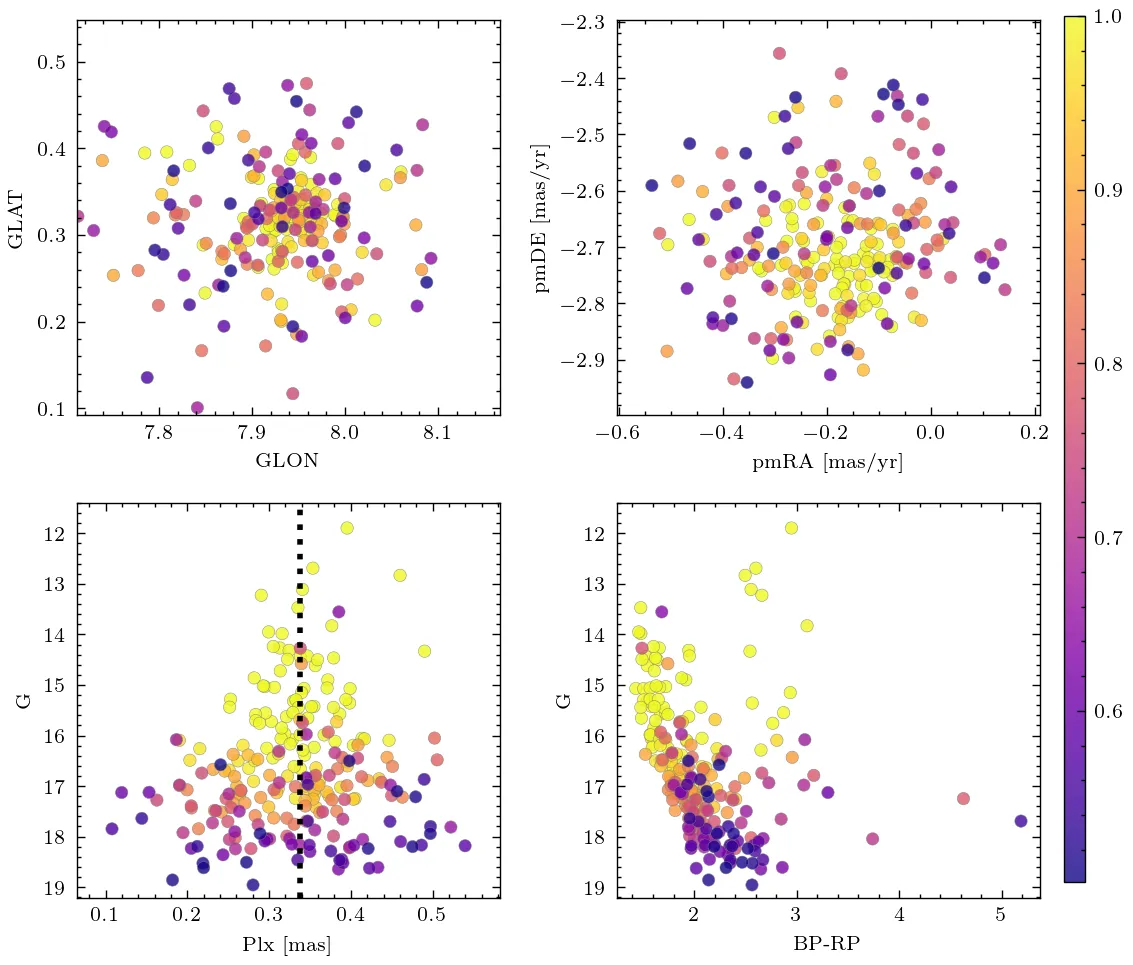 0.5
0.4
0.3
0.2
0.1
GLAT
7.8 7.9 8.0 8.1
GLON
−2.3
−2.4
−2.5
−2.6
−2.7
−2.8
−2.9
pmDE [mas/yr]
−0.6 −0.4 −0.2 0.0 0.2
pmRA [mas/yr]
12
13
14
15
16
17
18
19
G
0.1 0.2 0.3 0.4 0.5
Plx [mas]
12
13
14
15
16
17
18
19
G
2 3 4 5
BP-RP
1.0
0.9
0.8
0.7
0.6